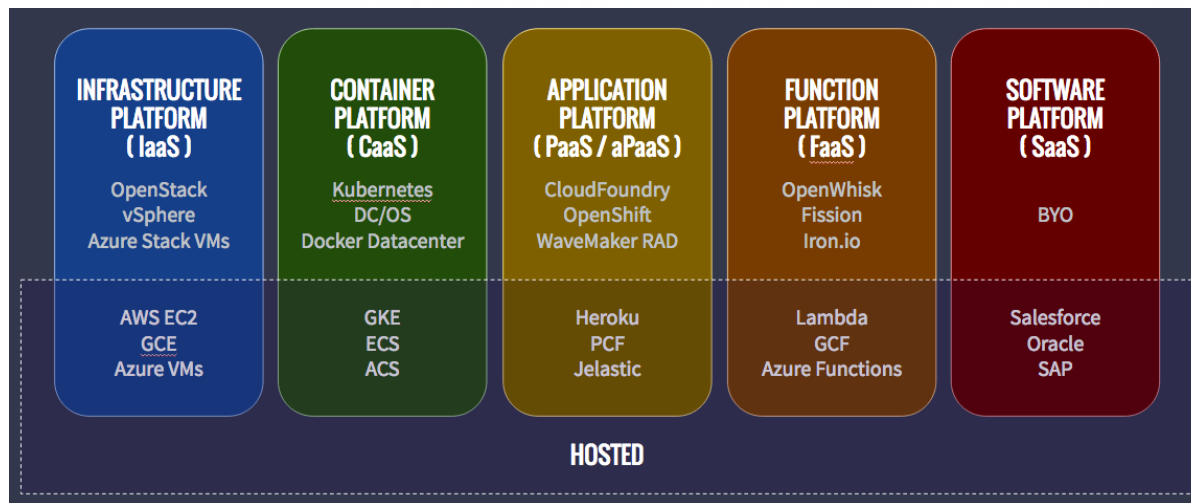 INFRASTRUCTURE
PLATFORM
( IaaS )
OpenStack
vSphere
Azure Stack VMs
AWS EC2
GCE
Azure VMs
CONTAINER
PLATFORM
( CaaS )
Kubernetes
DC/OS
Docker Datacenter
GKE
ECS
ACS
APPLICATION
PLATFORM
( PaaS / aPaaS )
CloudFoundry
OpenShift
WaveMaker RAD
Heroku
PCF
Jelastic
FUNCTION
PLATFORM
( FaaS )
OpenWhisk
Fission
Iron.io
Lambda
GCF
Azure Functions
SOFTWARE
PLATFORM
( SaaS )
BYO
Salesforce
Oracle
SAP
HOSTED